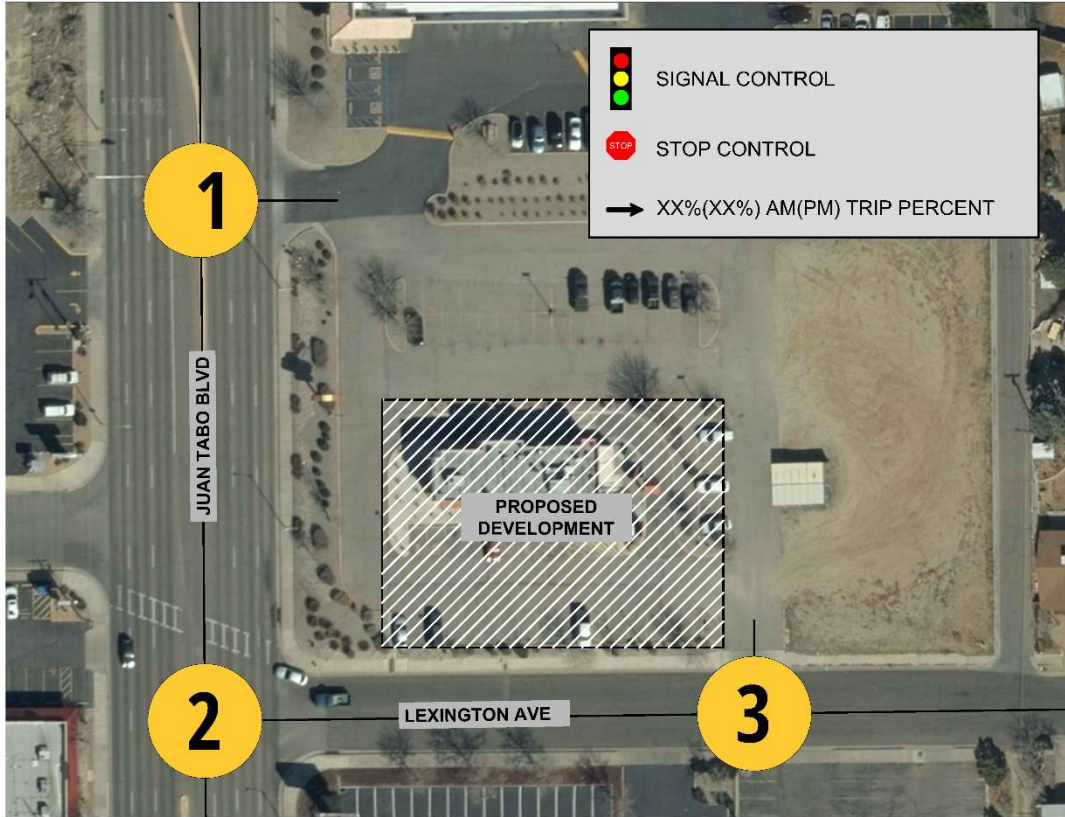 SIGNAL CONTROL
STOP
STOP CONTROL
XX%(XX%) AM(PM) TRIP PERCENT
1
JUAN TABO BLVD
PROPOSED
DEVELOPMENT
2
LEXINGTON AVE
3